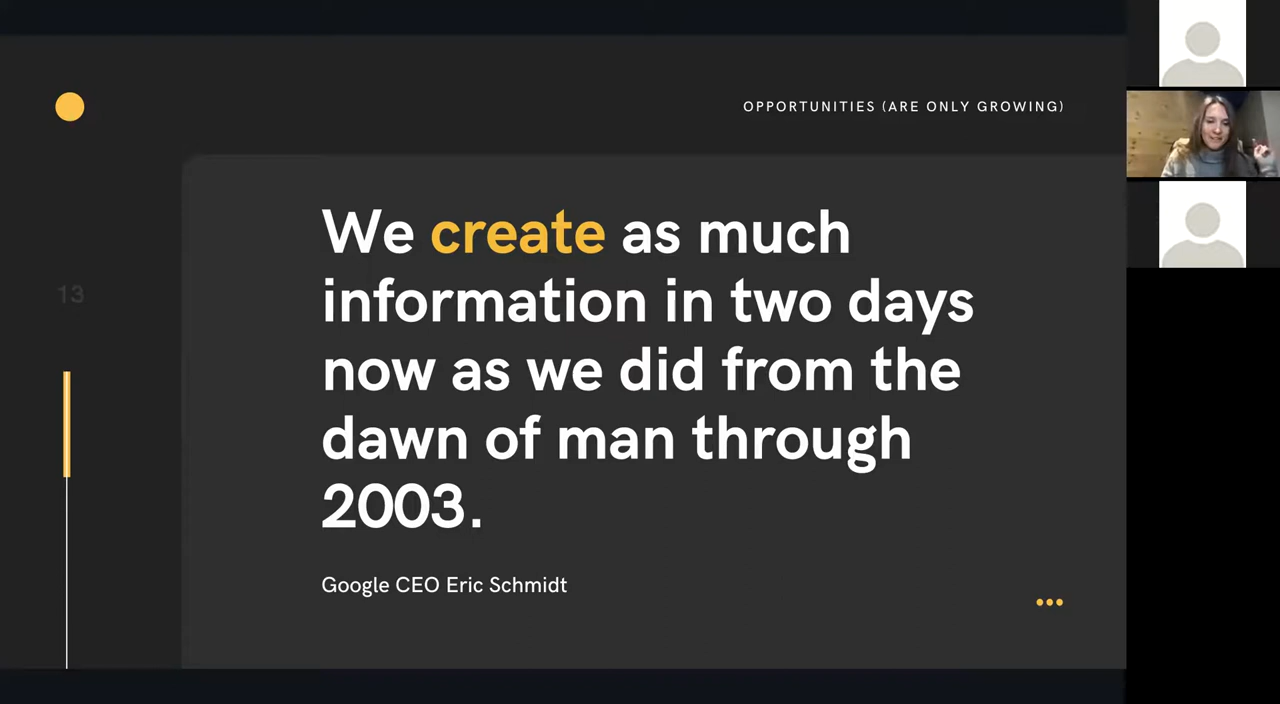 OPPORTUNITIES (ARE ONLY GROWING)
13
We create as much
information in two days
now as we did from the
dawn of man through
2003.
Google CEO Eric Schmidt